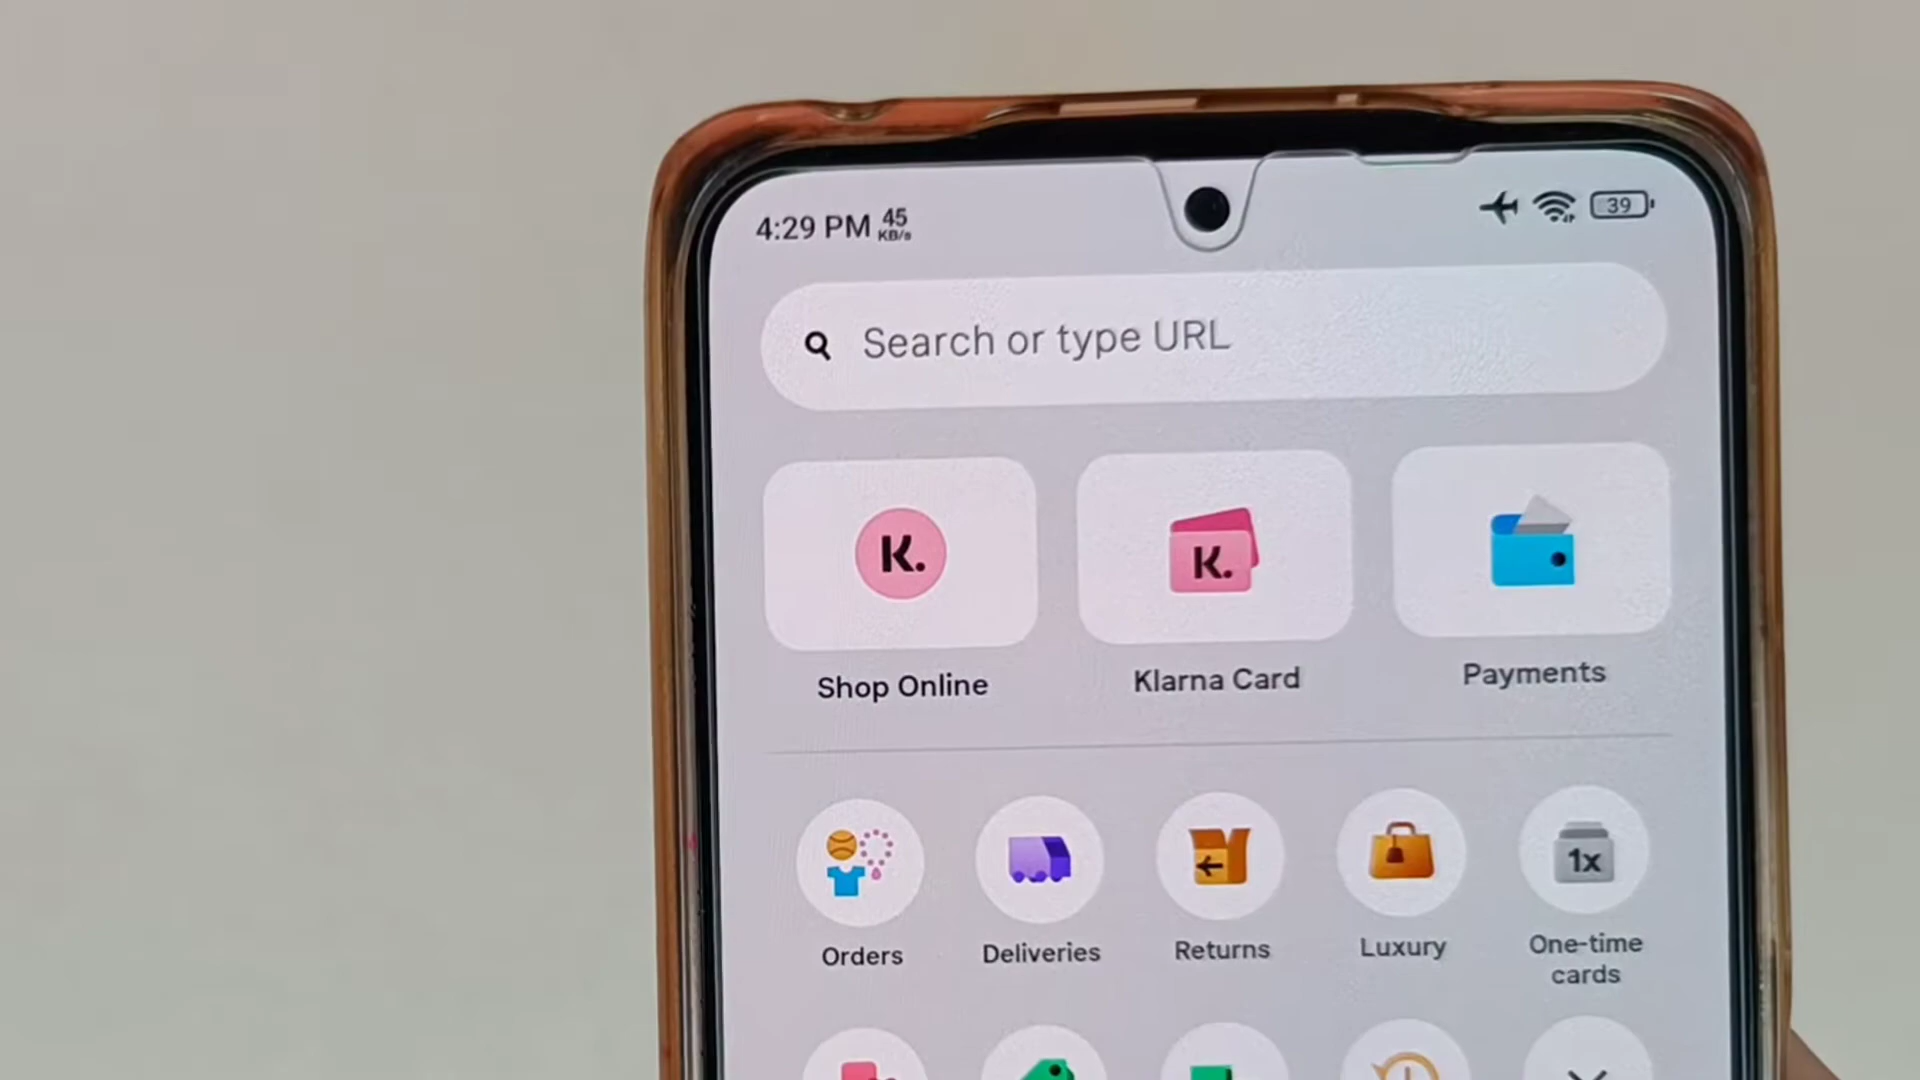 4:29 PM 45 KB/s 39
Search or type URL
K. K.
Shop Online Klarna Card Payments
1x
Orders Deliveries Returns Luxury One-time cards